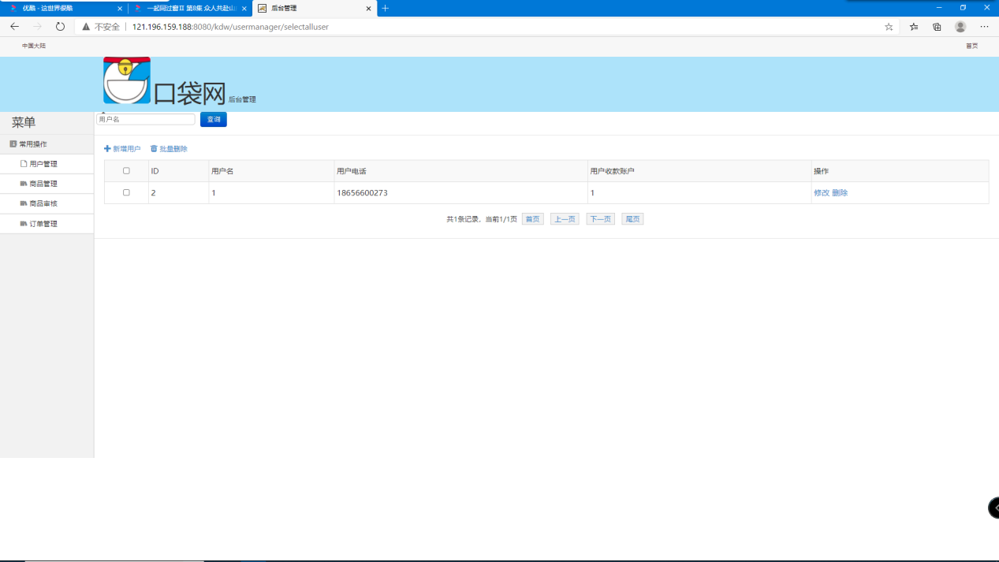 优酷 - 这世界很酷
一起同过窗Ⅱ 第8集 众人共赴山
后台管理
不安全 | 121.196.159.188:8080/kdw/usermanager/selectalluser
中国大陆 首页
口袋网 后台管理
菜单
常用操作
用户管理
商品管理
商品审核
订单管理
用户名 查询
新增用户 批量删除
ID 用户名 用户电话 用户收款账户 操作
2 1 18656600273 1 修改 删除
共1条记录，当前1/1页 首页 上一页 下一页 尾页